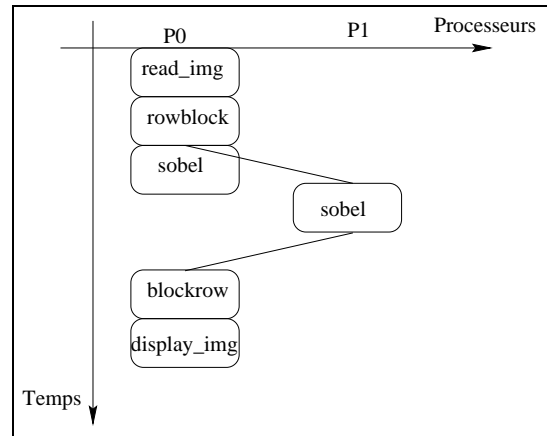 Processeurs
P0
P1
read_img
rowblock
sobel
sobel
blockrow
display_img
Temps